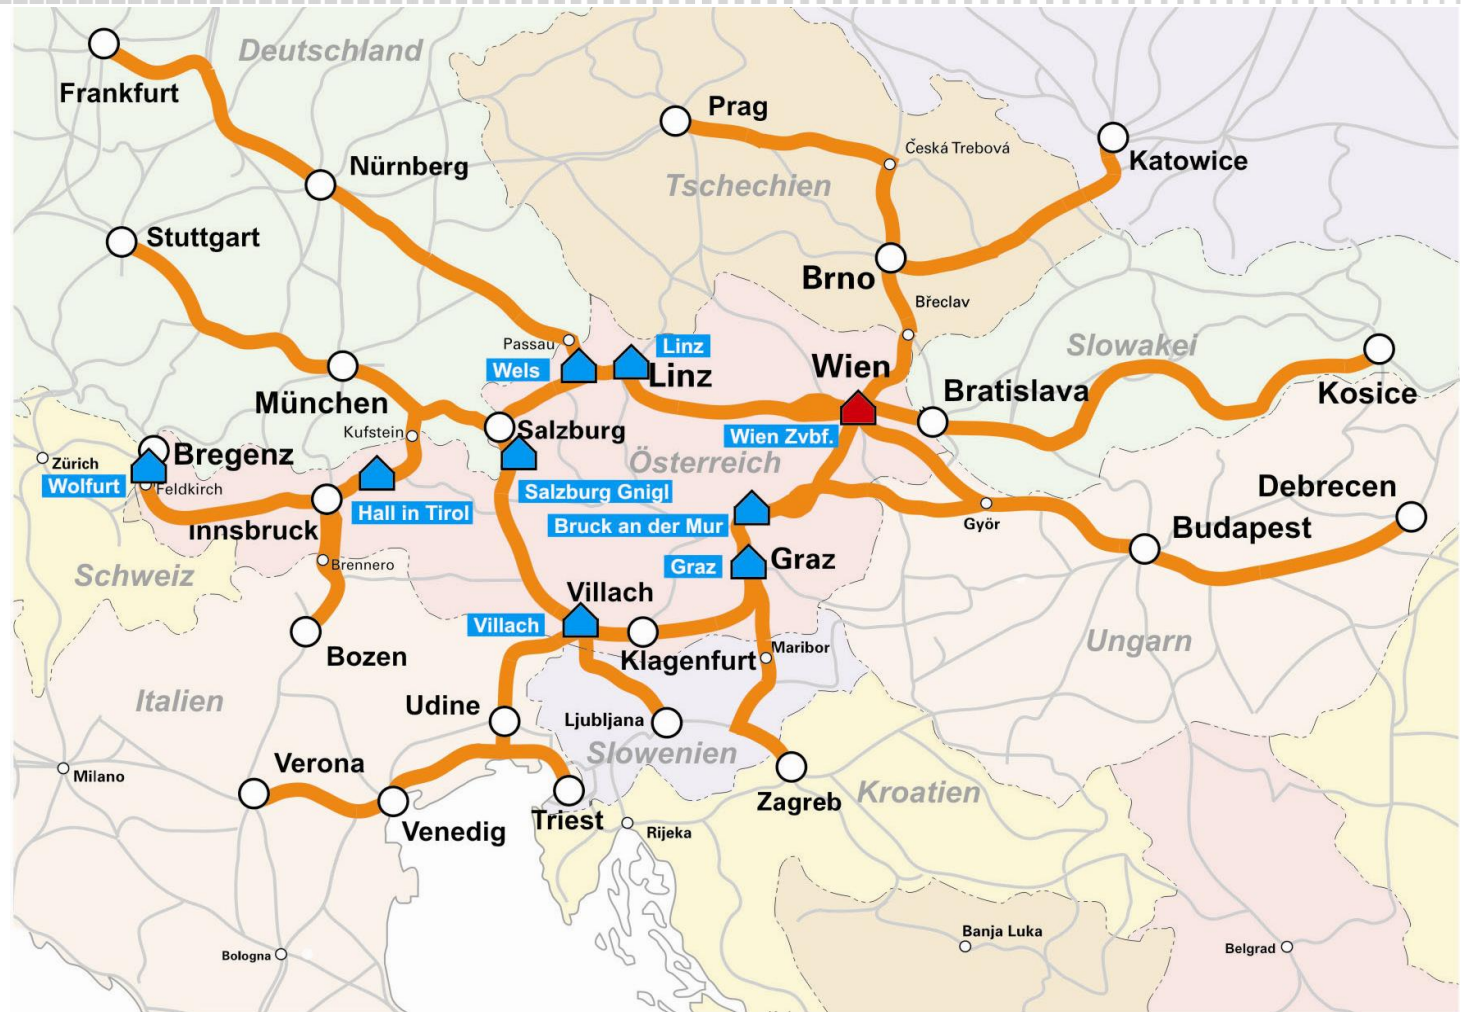 Deutschland
Frankfurt
Prag
Česká Trebová
Katowice
Nürnberg
Tschechien
Stuttgart
Brno
Břeclav
Passau
Linz
Wels
Linz
Wien
Slowakei
Bratislava
Kosice
München
Kufstein
Salzburg
Wien Zvbf.
Österreich
Zürich
Bregenz
Wolfurt
Feldkirch
Salzburg Gnigl
Hall in Tirol
Innsbruck
Bruck an der Mur
Györ
Debrecen
Budapest
Schweiz
Brennero
Graz
Graz
Villach
Villach
Bozen
Klagenfurt
Maribor
Ungarn
Italien
Udine
Ljubljana
Slowenien
Verona
Milano
Kroatien
Zagreb
Venedig
Triest
Rijeka
Banja Luka
Belgrad
Bologna